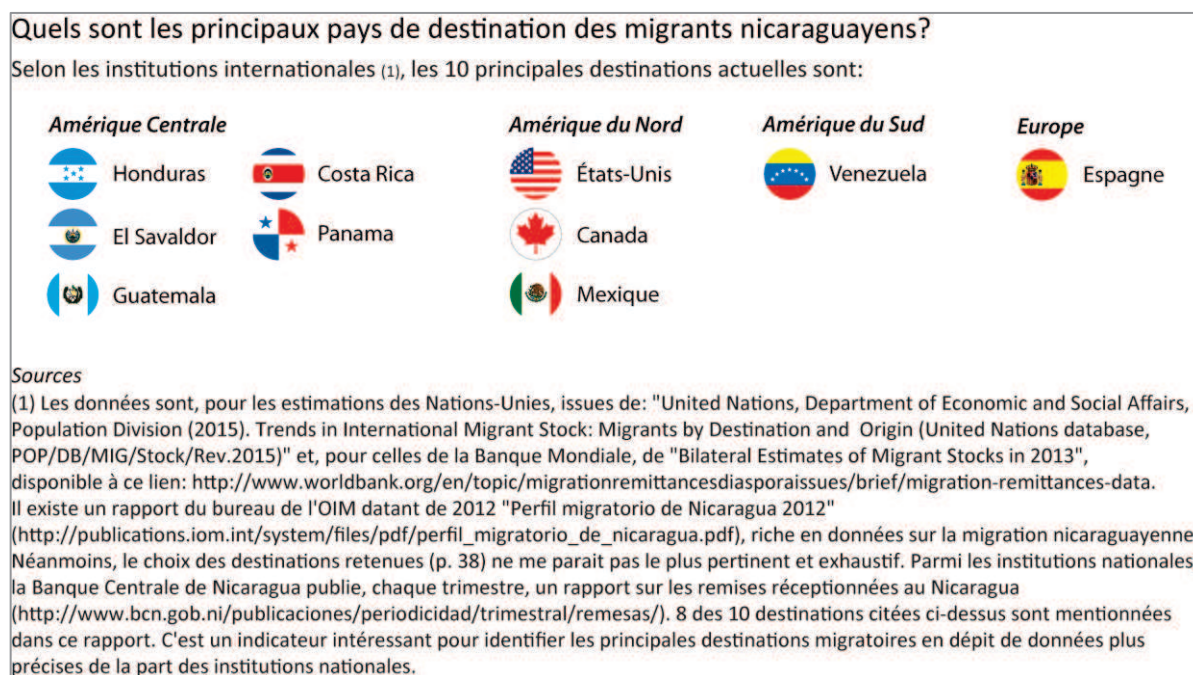 Quels sont les principaux pays de destination des migrants nicaraguayens?
Selon les institutions internationales (1), les 10 principales destinations actuelles sont:
Amérique Centrale
Honduras
Costa Rica
El Savaldor
Panama
Guatemala
Amérique du Nord
États-Unis
Canada
Mexique
Amérique du Sud
Venezuela
Europe
Espagne
Sources
(1) Les données sont, pour les estimations des Nations-Unies, issues de: "United Nations, Department of Economic and Social Affairs,
Population Division (2015). Trends in International Migrant Stock: Migrants by Destination and Origin (United Nations database,
POP/DB/MIG/Stock/Rev.2015)" et, pour celles de la Banque Mondiale, de "Bilateral Estimates of Migrant Stocks in 2013",
disponible à ce lien: http://www.worldbank.org/en/topic/migrationremittancesdiasporaissues/brief/migration-remittances-data.
Il existe un rapport du bureau de l'OIM datant de 2012 "Perfil migratorio de Nicaragua 2012"
(http://publications.iom.int/system/files/pdf/perfil_migratorio_de_nicaragua.pdf), riche en données sur la migration nicaraguayenne
Néanmoins, le choix des destinations retenues (p. 38) ne me parait pas le plus pertinent et exhaustif. Parmi les institutions nationales
la Banque Centrale de Nicaragua publie, chaque trimestre, un rapport sur les remises réceptionnées au Nicaragua
(http://www.bcn.gob.ni/publicaciones/periodicidad/trimestral/remesas/). 8 des 10 destinations citées ci-dessus sont mentionnées
dans ce rapport. C'est un indicateur intéressant pour identifier les principales destinations migratoires en dépit de données plus
précises de la part des institutions nationales.